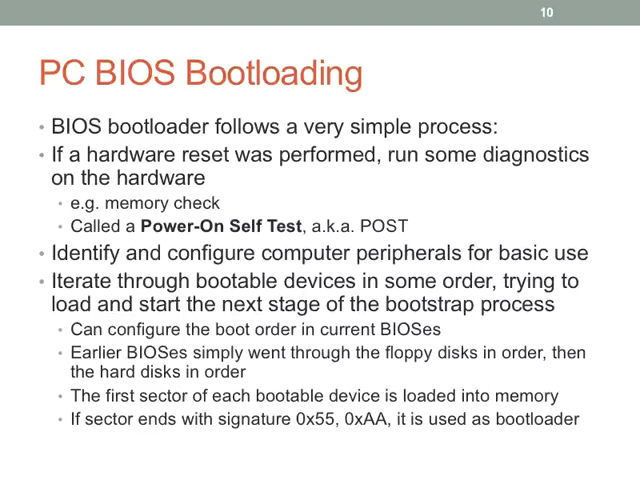 10
PC BIOS Bootloading
• BIOS bootloader follows a very simple process:
• If a hardware reset was performed, run some diagnostics
on the hardware
• e.g. memory check
• Called a Power-On Self Test, a.k.a. POST
• Identify and configure computer peripherals for basic use
• Iterate through bootable devices in some order, trying to
load and start the next stage of the bootstrap process
• Can configure the boot order in current BIOSes
• Earlier BIOSes simply went through the floppy disks in order, then
the hard disks in order
• The first sector of each bootable device is loaded into memory
• If sector ends with signature 0x55, 0xAA, it is used as bootloader